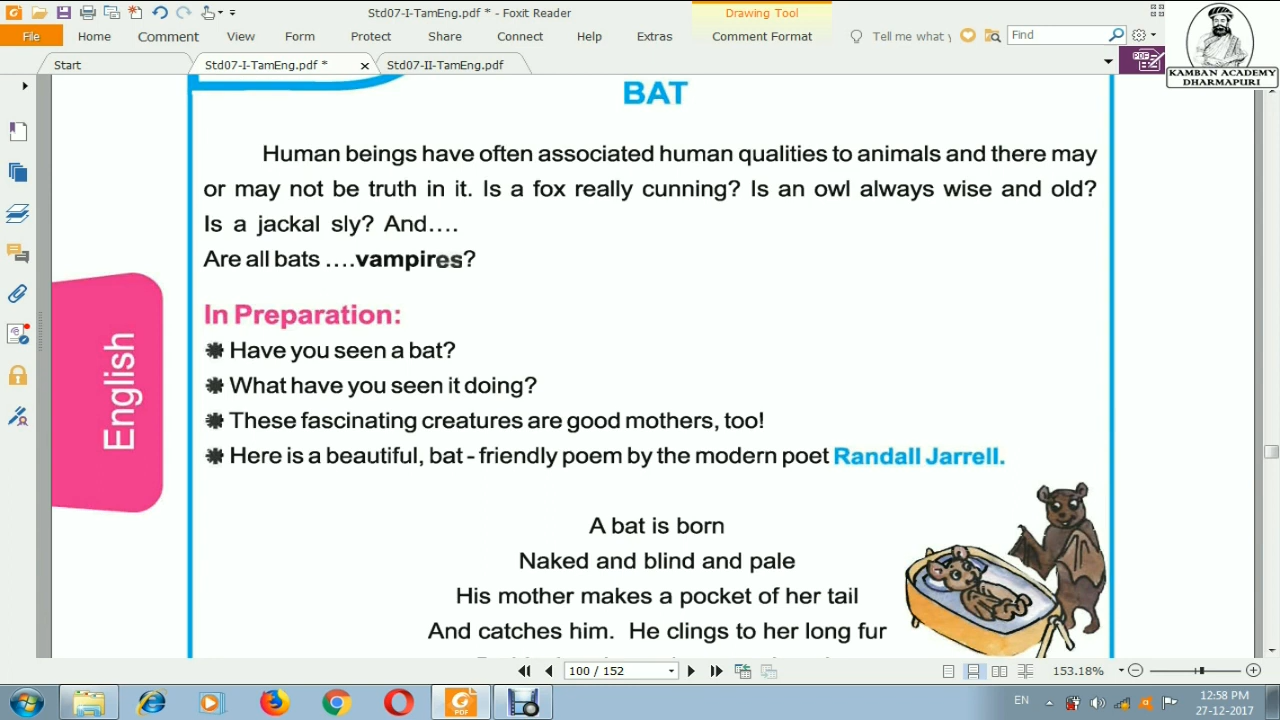 Std07-I-TamEng.pdf * - Foxit Reader
Drawing Tool
File Home Comment View Form Protect Share Connect Help Extras Comment Format Tell me what y Find
KAMBAN ACADEMY
DHARMAPURI
Start Std07-I-TamEng.pdf * x Std07-II-TamEng.pdf
PDF
BAT
Human beings have often associated human qualities to animals and there may
or may not be truth in it. Is a fox really cunning? Is an owl always wise and old?
Is a jackal sly? And....
Are all bats ....vampires?
In Preparation:
Have you seen a bat?
What have you seen it doing?
These fascinating creatures are good mothers, too!
Here is a beautiful, bat - friendly poem by the modern poet Randall Jarrell.
English
A bat is born
Naked and blind and pale
His mother makes a pocket of her tail
And catches him. He clings to her long fur
100 / 152
153.18%
EN
12:58 PM
27-12-2017